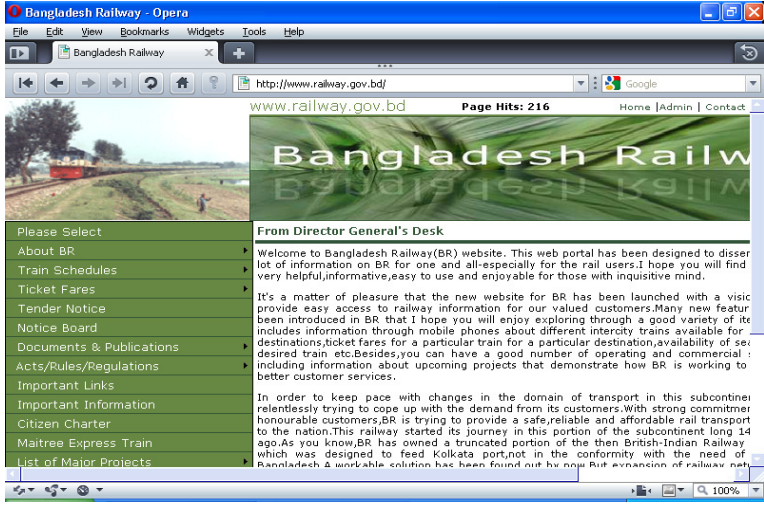 Bangladesh Railway - Opera
File Edit View Bookmarks Widgets Tools Help
Bangladesh Railway
http://www.railway.gov.bd/
Google
www.railway.gov.bd
Page Hits: 216
Home |Admin | Contact
Bangladesh Railw
Please Select
About BR
Train Schedules
Ticket Fares
Tender Notice
Notice Board
Documents & Publications
Acts/Rules/Regulations
Important Links
Important Information
Citizen Charter
Maitree Express Train
List of Major Projects
From Director General's Desk
Welcome to Bangladesh Railway(BR) website. This web portal has been designed to disser
lot of information on BR for one and all-especially for the rail users.I hope you will find
very helpful,informative,easy to use and enjoyable for those with inquisitive mind.
It's a matter of pleasure that the new website for BR has been launched with a visic
provide easy access to railway information for our valued customers.Many new featur
been introduced in BR that I hope you will enjoy exploring through a good variety of ite
includes information through mobile phones about different intercity trains available for
destinations,ticket fares for a particular train for a particular destination,availability of sea
desired train etc.Besides,you can have a good number of operating and commercial s
including information about upcoming projects that demonstrate how BR is working to
better customer services.
In order to keep pace with changes in the domain of transport in this subcontiner
relentlessly trying to cope up with the demand from its customers.With strong commitmer
honourable customers,BR is trying to provide a safe,reliable and affordable rail transport
to the nation.This railway started its journey in this portion of the subcontinent long 14
ago.As you know,BR has owned a truncated portion of the then British-Indian Railway
which was designed to feed Kolkata port,not in the conformity with the need of
Bangladesh.A workable solution has been found out by now.But expansion of railway net
100%